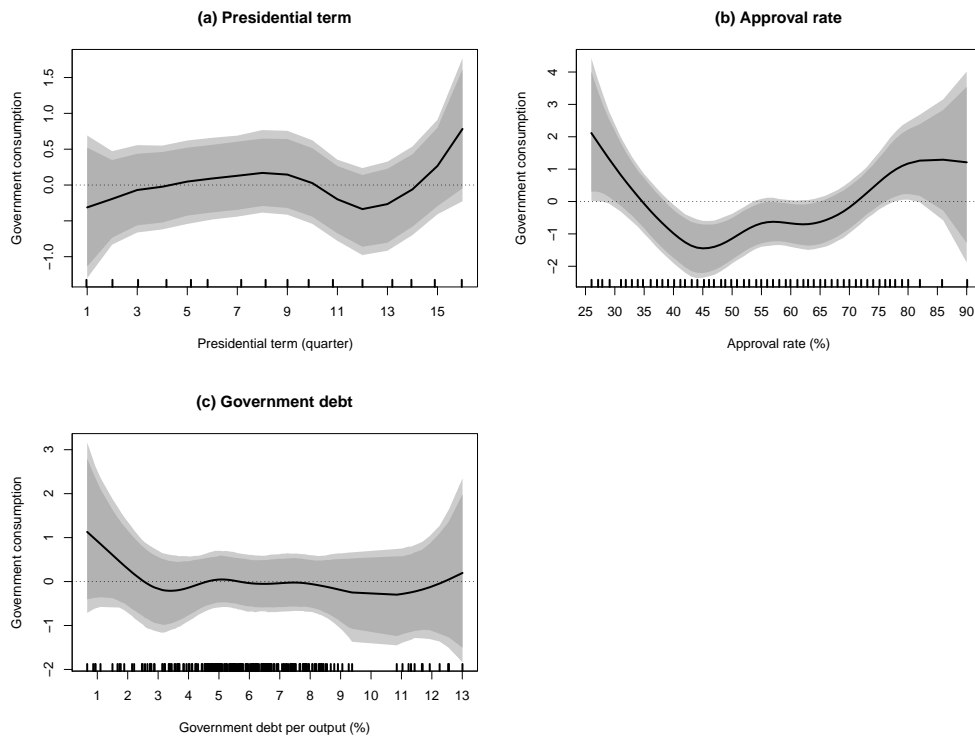 (a) Presidential term
Government consumption
1.5
1.0
0.0
−1.0
1 3 5 7 9 11 13 15
Presidential term (quarter)
(b) Approval rate
Government consumption
4
3
2
1
0
−1
−2
25 30 35 40 45 50 55 60 65 70 75 80 85 90
Approval rate (%)
(c) Government debt
Government consumption
3
2
1
0
−1
−2
1 2 3 4 5 6 7 8 9 10 11 12 13
Government debt per output (%)